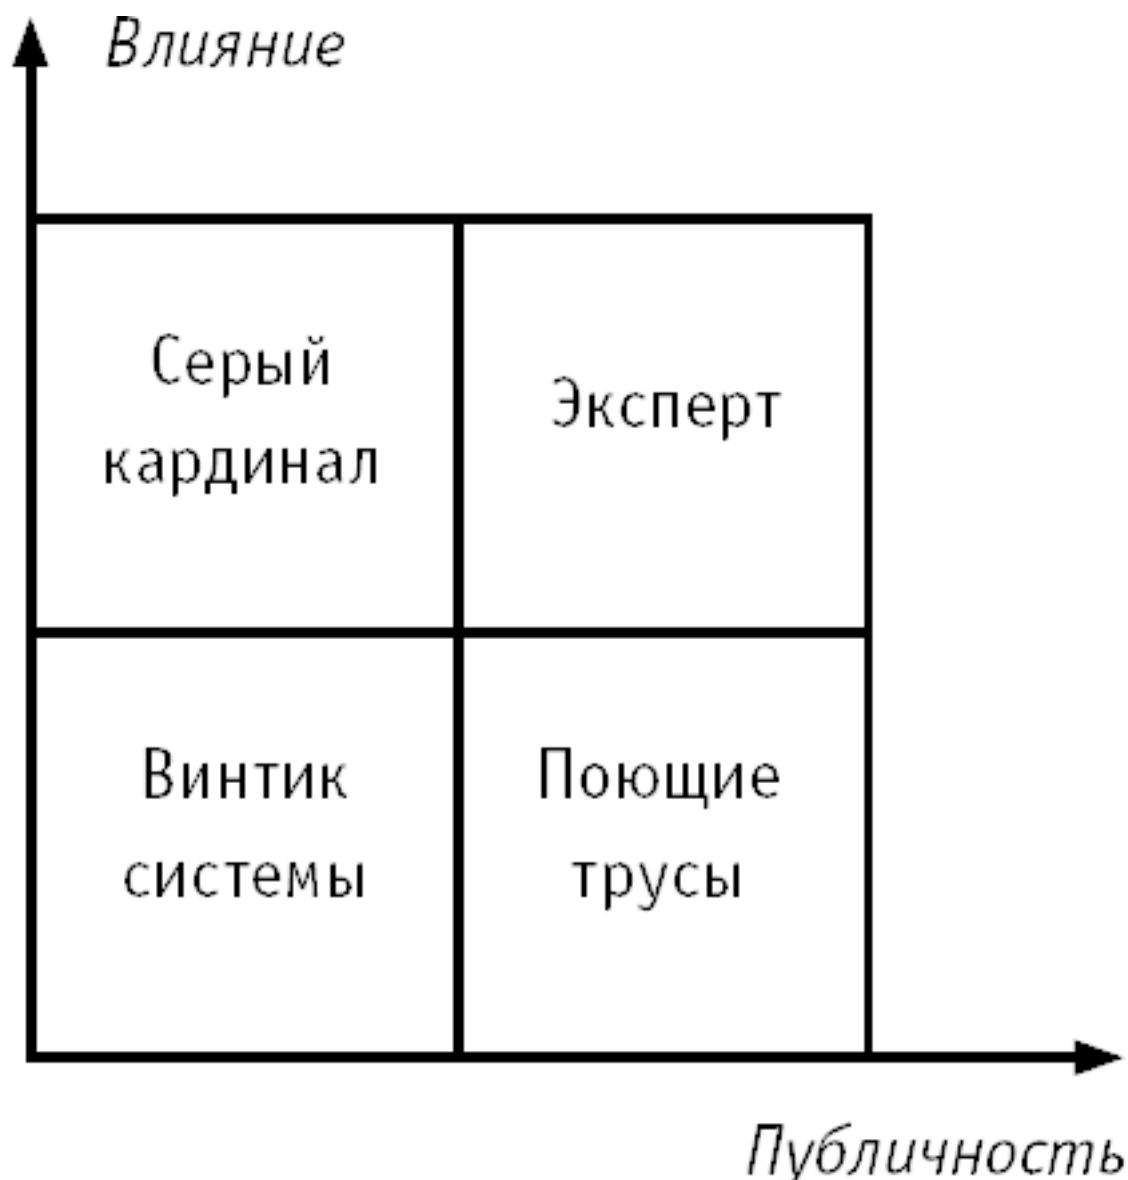 Влияние
Серый
кардинал
Эксперт
Винтик
системы
Поющие
трусы
Публичность